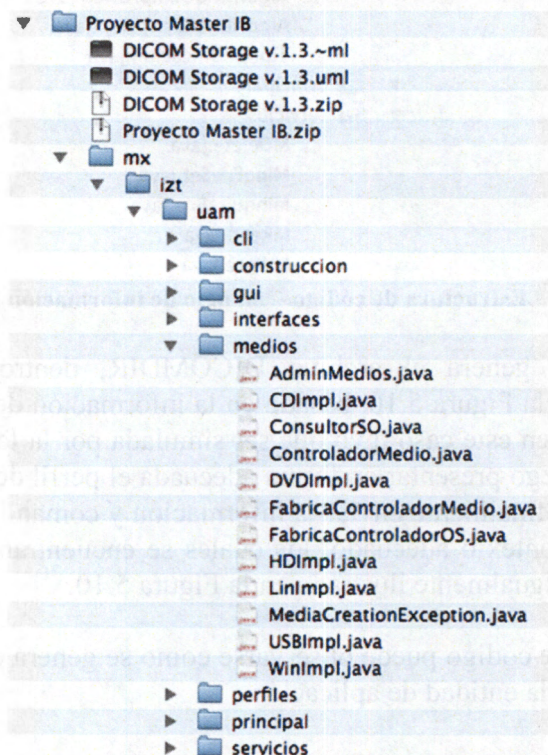 Proyecto Master IB
DICOM Storage v.1.3.~ml
DICOM Storage v.1.3.uml
DICOM Storage v.1.3.zip
Proyecto Master IB.zip
mx
izt
uam
cli
construccion
gui
interfaces
medios
AdminMedios.java
CDImpl.java
ConsultorSO.java
ControladorMedio.java
DVDImpl.java
FabricaControladorMedio.java
FabricaControladorOS.java
HDImpl.java
LinImpl.java
MediaCreationException.java
USBImpl.java
WinImpl.java
perfiles
principal
servicios